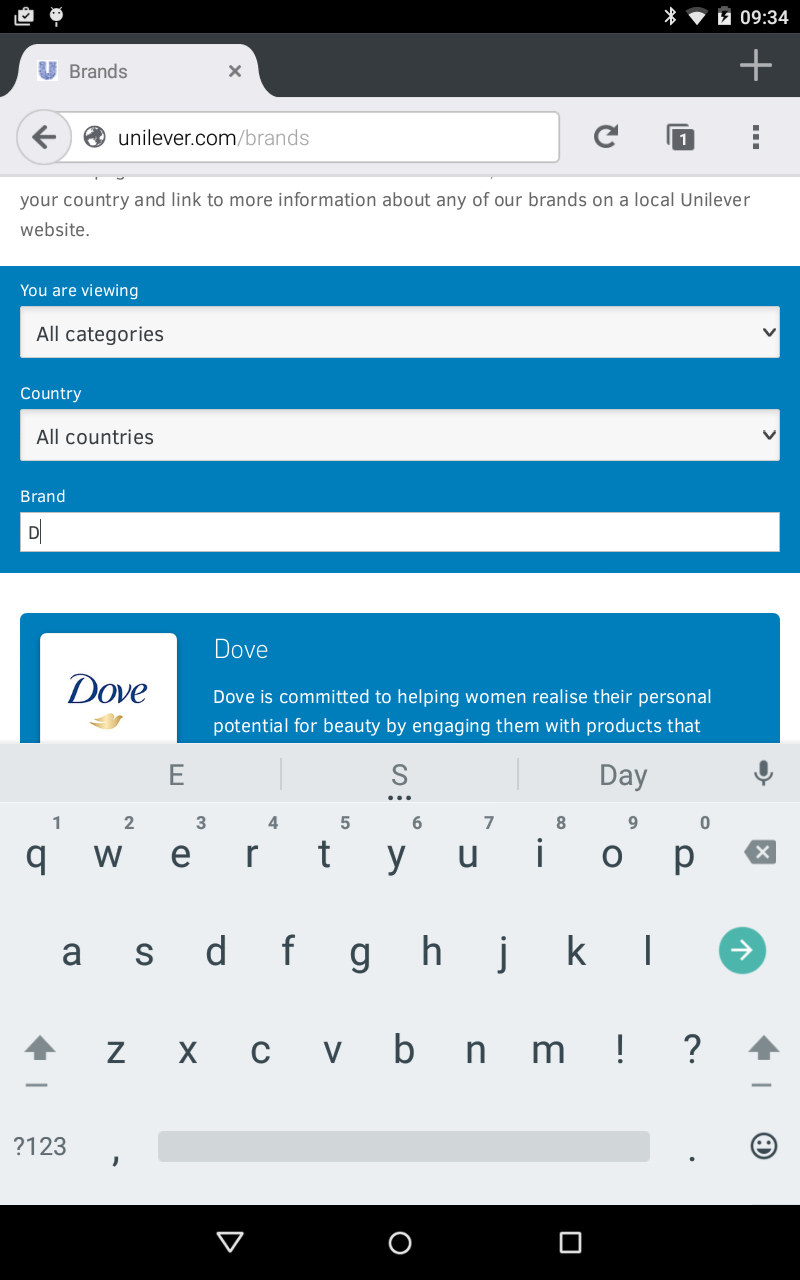 09:34
Brands
unilever.com/brands
1
your country and link to more information about any of our brands on a local Unilever
website.
You are viewing
All categories
Country
All countries
Brand
D
Dove
Dove
Dove is committed to helping women realise their personal
potential for beauty by engaging them with products that
E S Day
1 2 3 4 5 6 7 8 9 0
q w e r t y u i o p
a s d f g h j k l
z x c v b n m ! ?
?123 , .